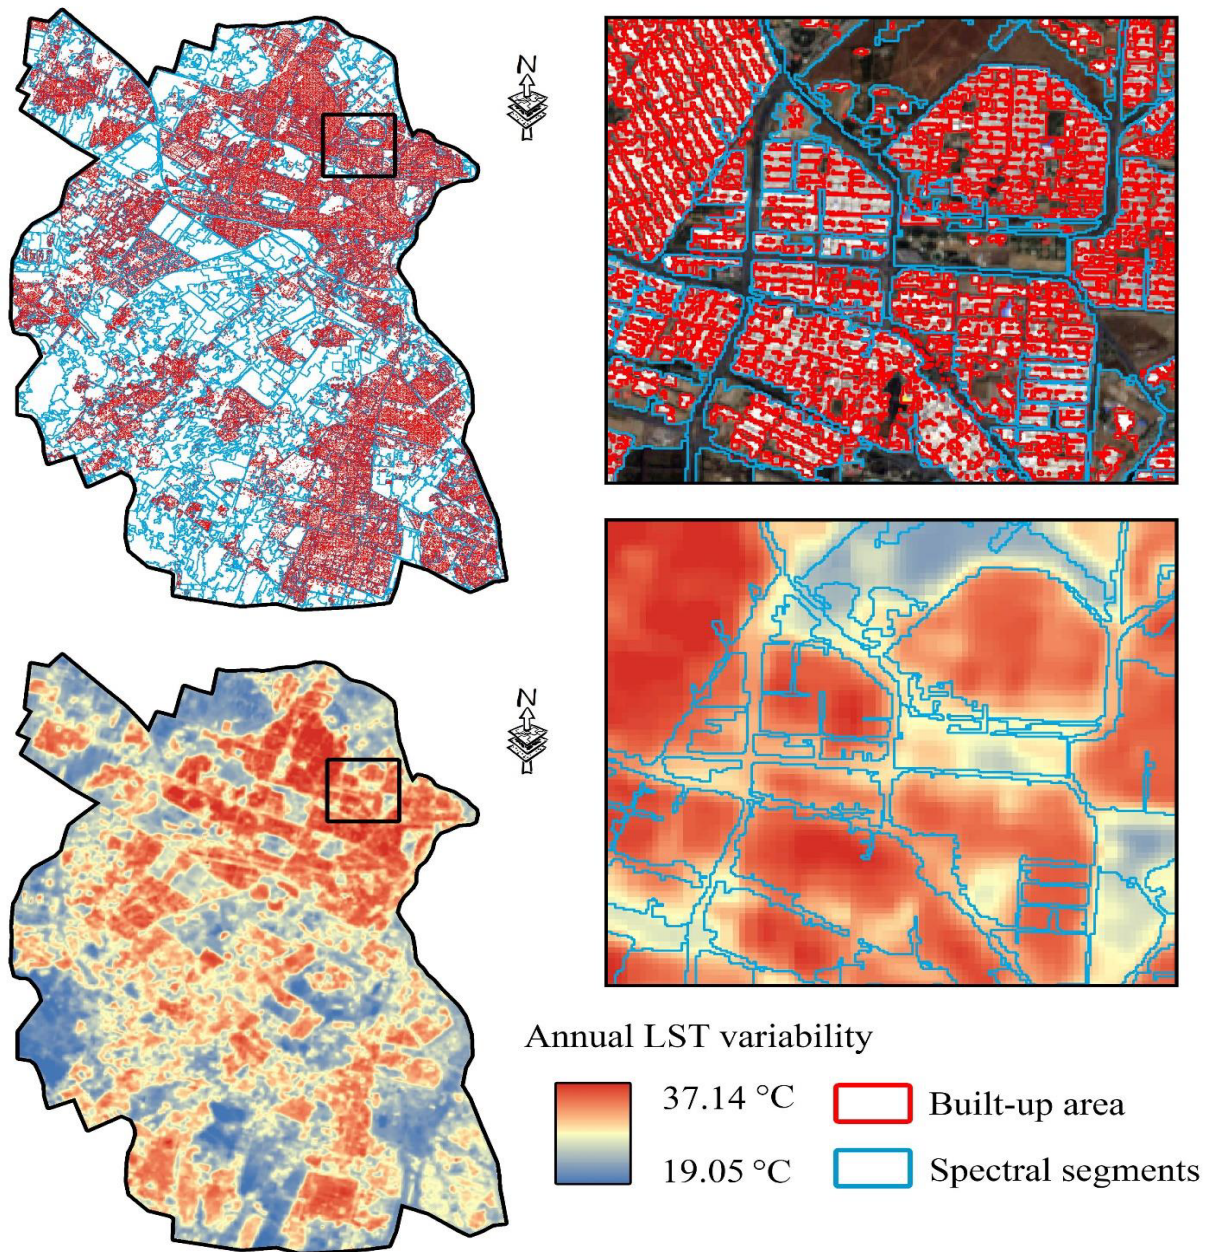 N
N
Annual LST variability
37.14 °C
Built-up area
19.05 °C
Spectral segments